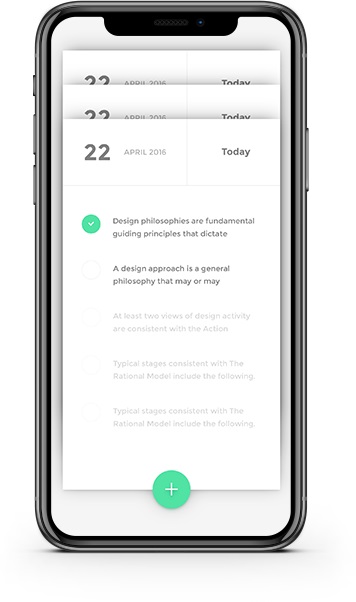 22 APRIL 2016 Today
22 APRIL 2016 Today
22 APRIL 2016 Today
Design philosophies are fundamental
guiding principles that dictate
A design approach is a general
philosophy that may or may
At least two views of design activity
are consistent with the Action
Typical stages consistent with The
Rational Model include the following.
Typical stages consistent with The
Rational Model include the following.